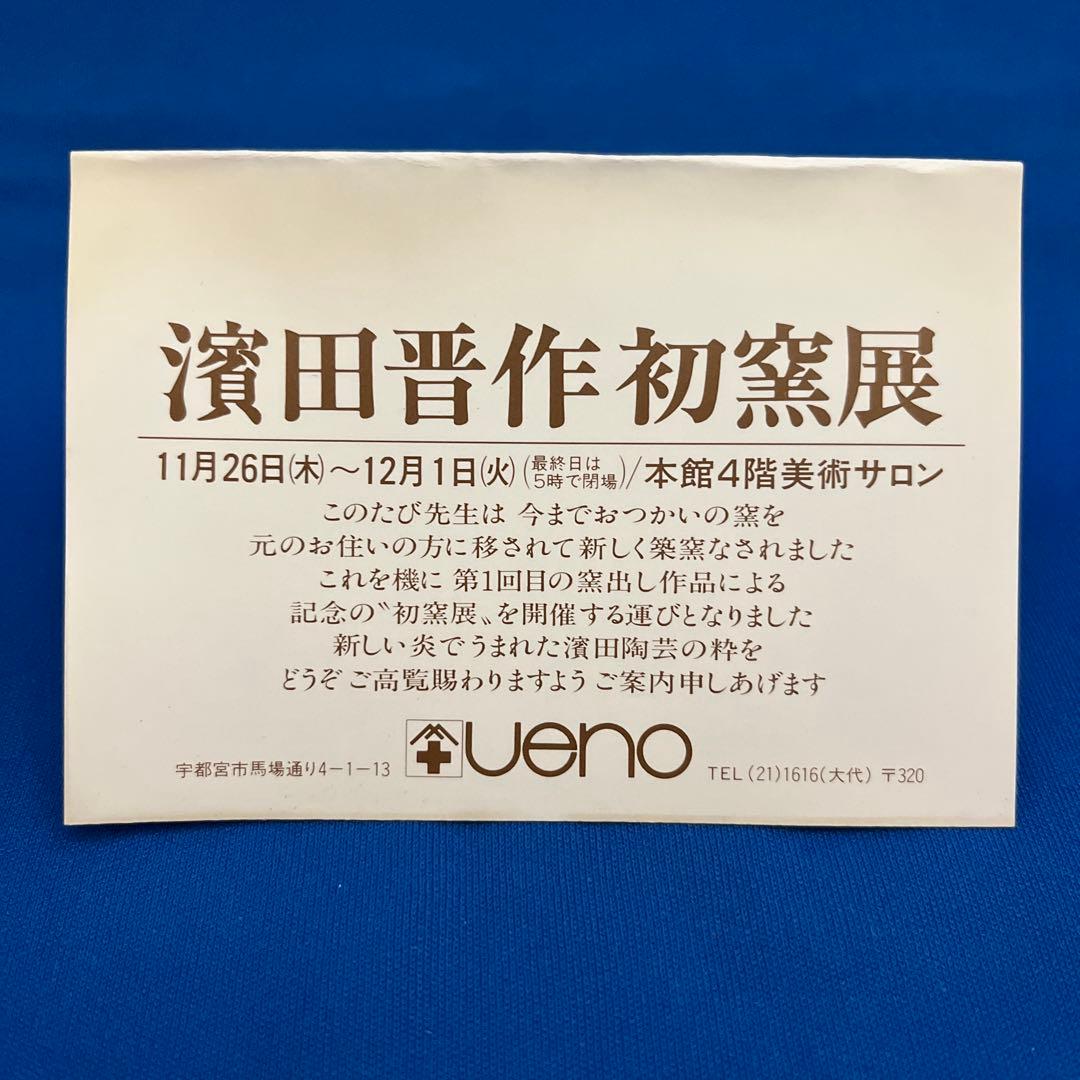 濱田晋作 初窯展
11月26日㈭～12月1日㈫(最終日は5時で閉場)/本館4階美術サロン
このたび先生は 今までおつかいの窯を
元のお住いの方に移されて新しく築窯なされました
これを機に 第1回目の窯出し作品による
記念の〝初窯展〟を開催する運びとなりました
新しい炎でうまれた濱田陶芸の粋を
どうぞ ご高覧賜わりますよう ご案内申しあげます
宇都宮市馬場通り4-1-13 ueno TEL(21)1616(大代)〒320